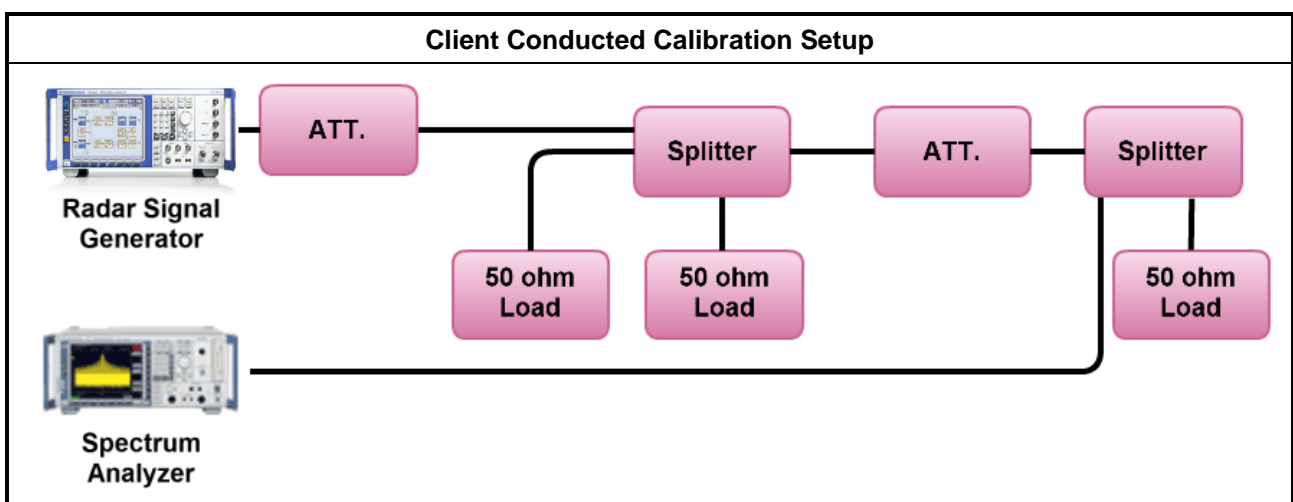 Client Conducted Calibration Setup
ATT.
Splitter
ATT.
Splitter
Radar Signal
Generator
50 ohm
Load
50 ohm
Load
50 ohm
Load
Spectrum
Analyzer